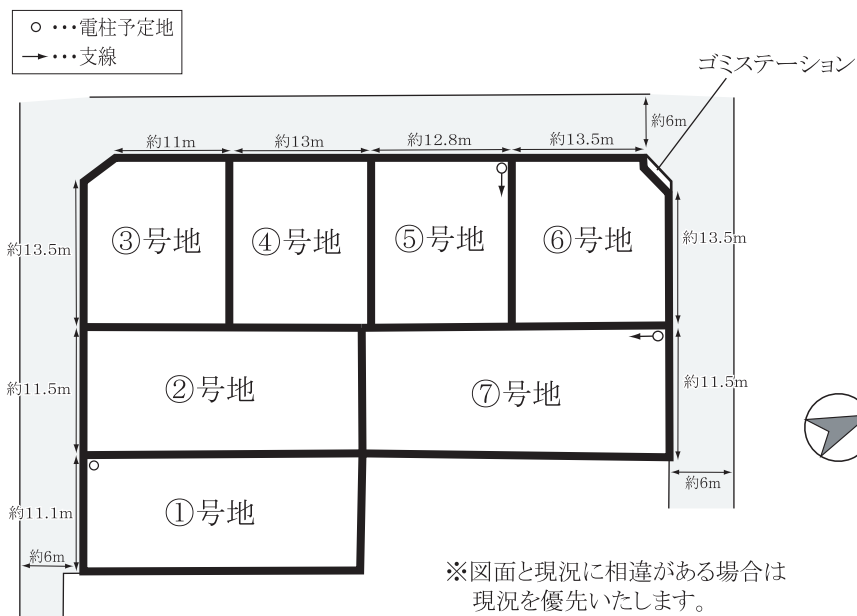 ○ ･･･電柱予定地
→･･･支線
ゴミステーション
約6m
約11m
約13m
約12.8m
約13.5m
約13.5m
③号地
④号地
⑤号地
⑥号地
約13.5m
約11.5m
②号地
⑦号地
約11.5m
約11.1m
①号地
約6m
約6m
※図面と現況に相違がある場合は
現況を優先いたします。